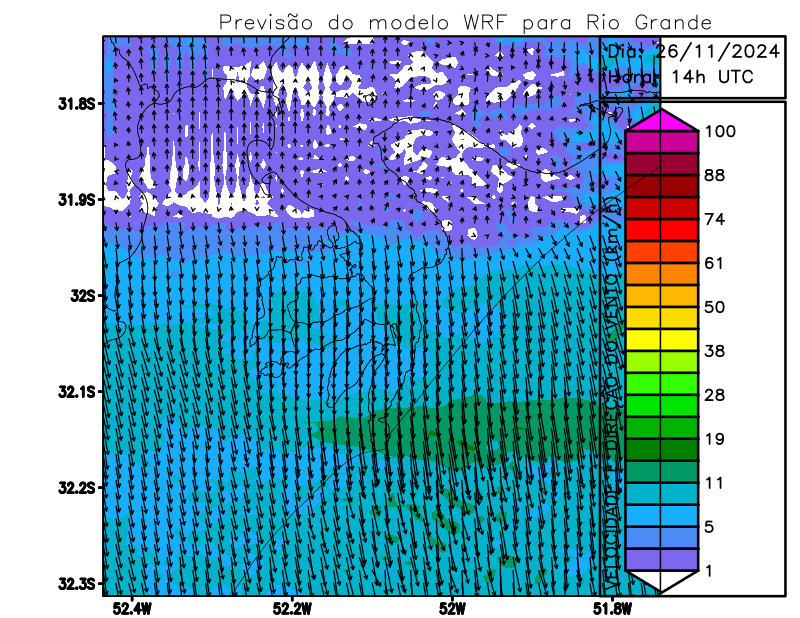 Previsão do modelo WRF para Rio Grande
Dia: 26/11/2024
Hora: 14h UTC
31.8S
31.9S
32S
32.1S
32.2S
32.3S
52.4W
52.2W
52W
51.8W
VELOCIDADE E DIREÇÃO DO VENTO (km/h)
100
88
74
61
50
38
28
19
11
5
1